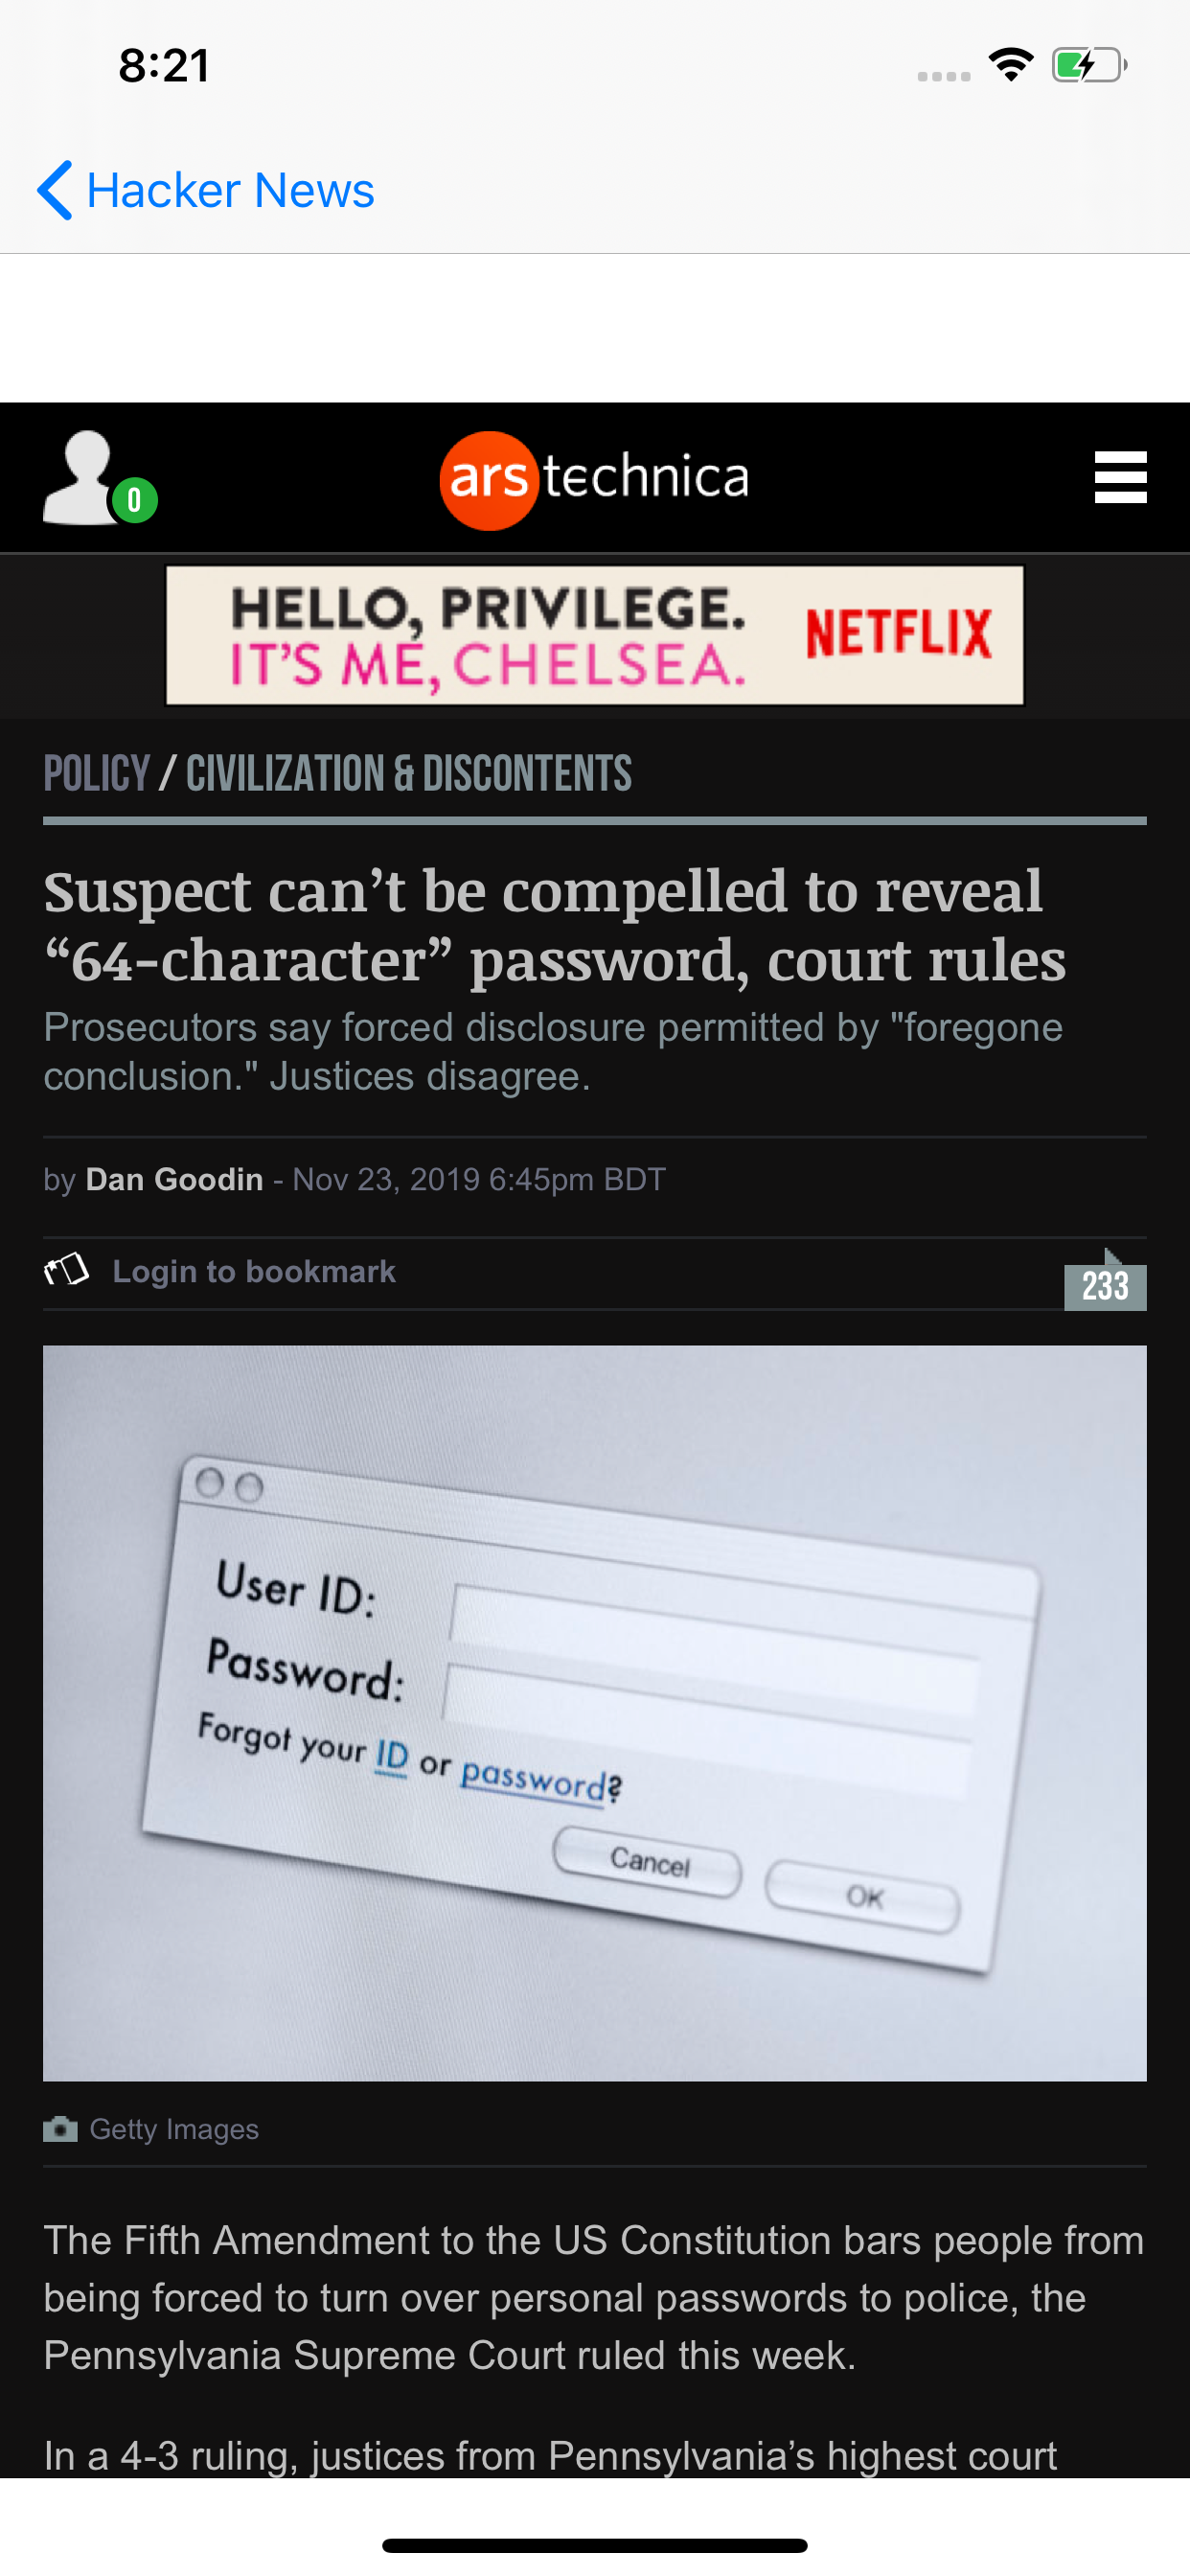 8:21
Hacker News
0
ars technica
HELLO, PRIVILEGE.
IT'S ME, CHELSEA.
NETFLIX
POLICY / CIVILIZATION & DISCONTENTS
Suspect can’t be compelled to reveal
“64-character” password, court rules
Prosecutors say forced disclosure permitted by "foregone
conclusion." Justices disagree.
by Dan Goodin - Nov 23, 2019 6:45pm BDT
Login to bookmark
233
User ID:
Password:
Forgot your ID or password?
Cancel
OK
Getty Images
The Fifth Amendment to the US Constitution bars people from
being forced to turn over personal passwords to police, the
Pennsylvania Supreme Court ruled this week.
In a 4-3 ruling, justices from Pennsylvania’s highest court